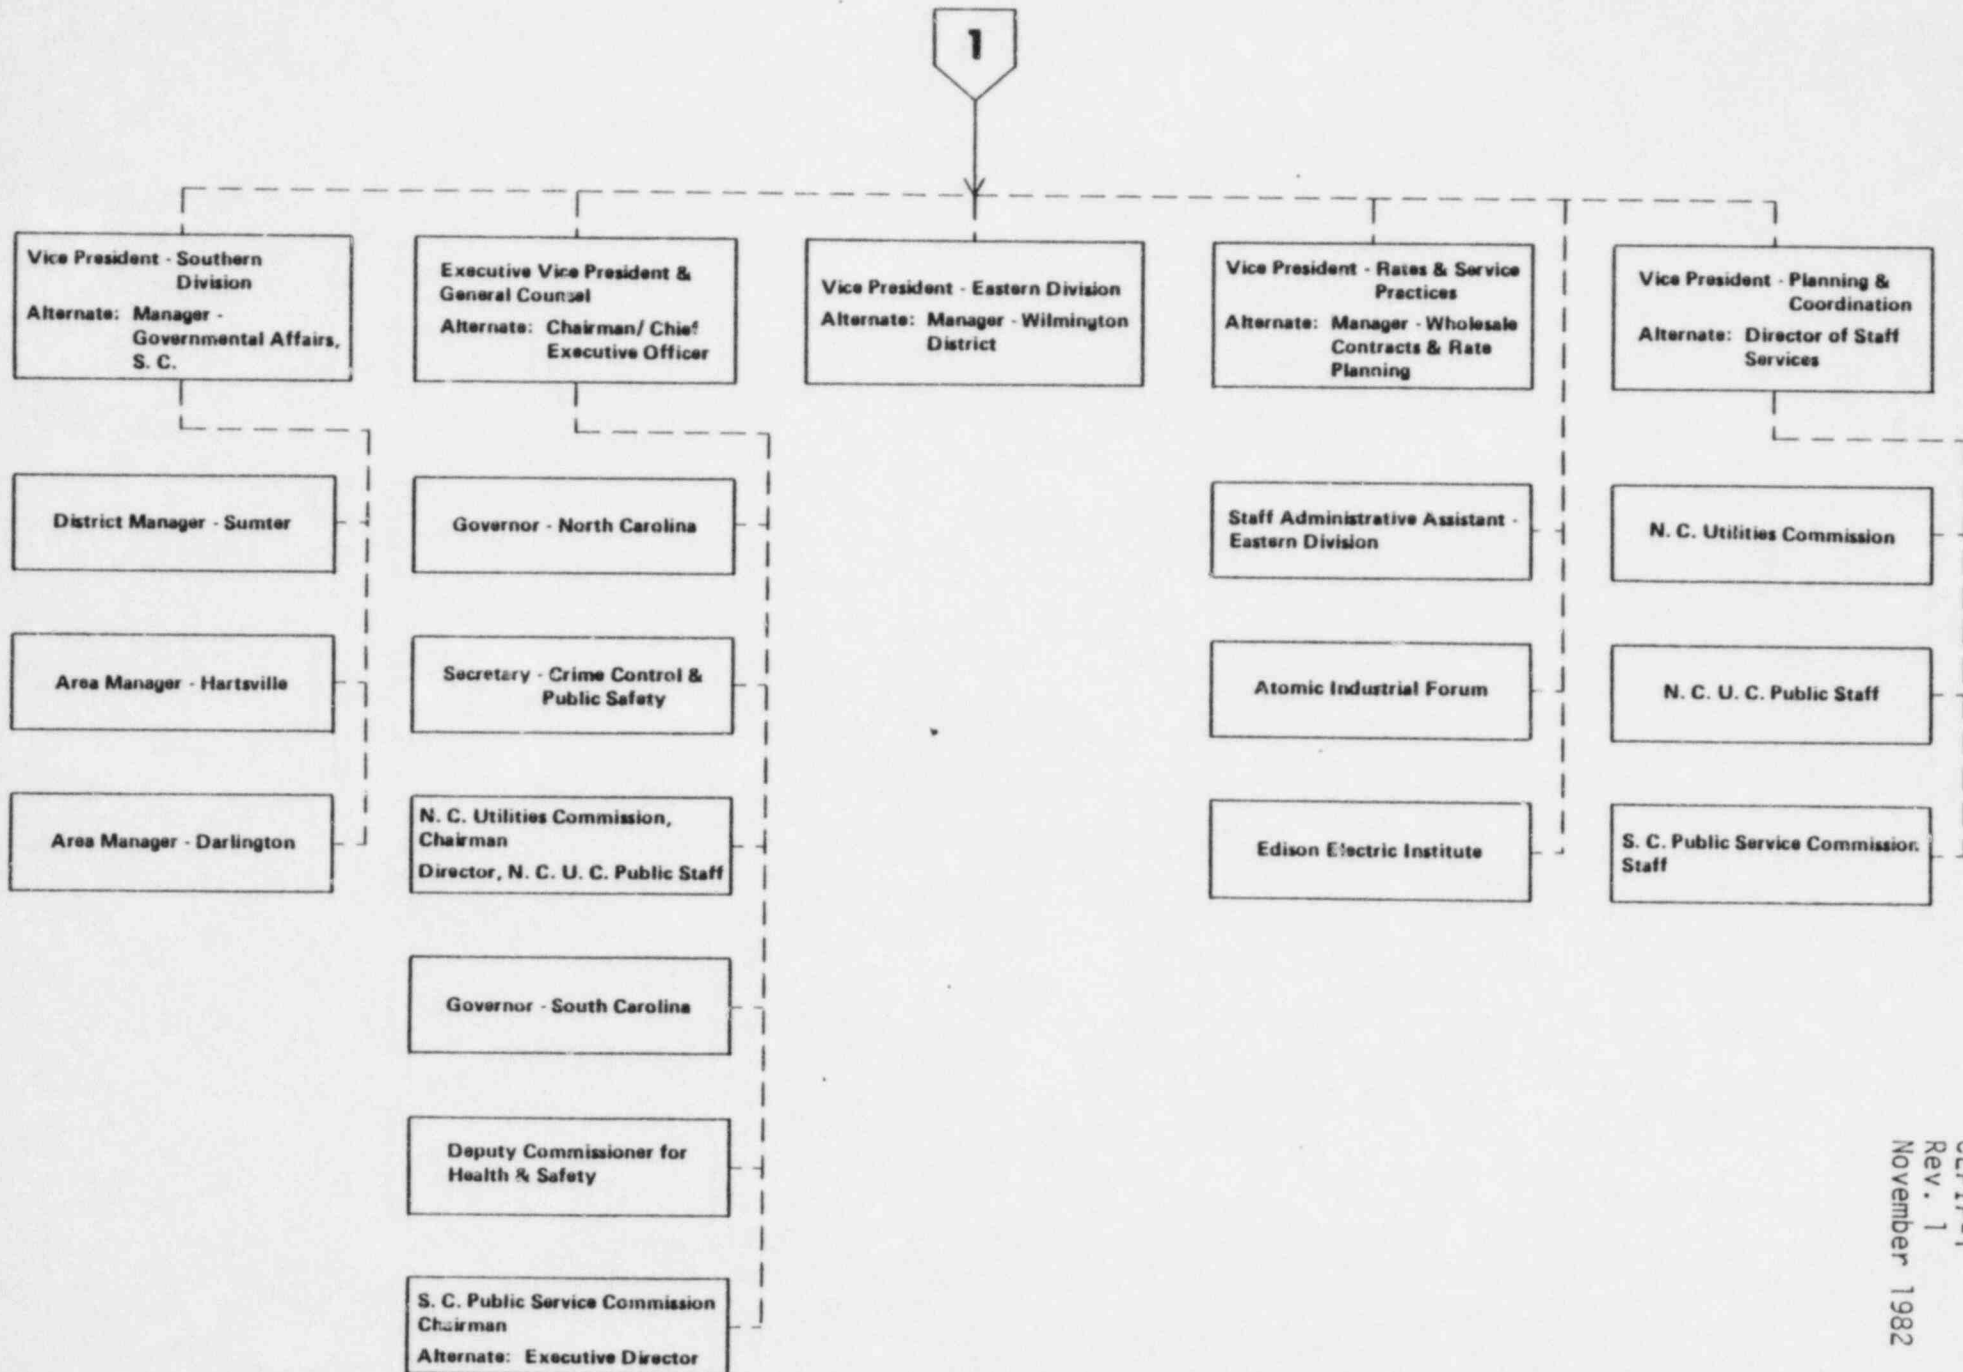 1
Vice President - Southern
Division
Alternate: Manager -
Governmental Affairs,
S. C.
Executive Vice President &
General Counsel
Alternate: Chairman/ Chief
Executive Officer
Vice President - Eastern Division
Alternate: Manager - Wilmington
District
Vice President - Rates & Service
Practices
Alternate: Manager - Wholesale
Contracts & Rate
Planning
Vice President - Planning &
Coordination
Alternate: Director of Staff
Services
District Manager - Sumter
Area Manager - Hartsville
Area Manager - Darlington
Governor - North Carolina
Secretary - Crime Control &
Public Safety
N. C. Utilities Commission,
Chairman
Director, N. C. U. C. Public Staff
Governor - South Carolina
Deputy Commissioner for
Health & Safety
S. C. Public Service Commission
Chairman
Alternate: Executive Director
Staff Administrative Assistant -
Eastern Division
Atomic Industrial Forum
Edison Electric Institute
N. C. Utilities Commission
N. C. U. C. Public Staff
S. C. Public Service Commission
Staff
Rev. 1
November 1982